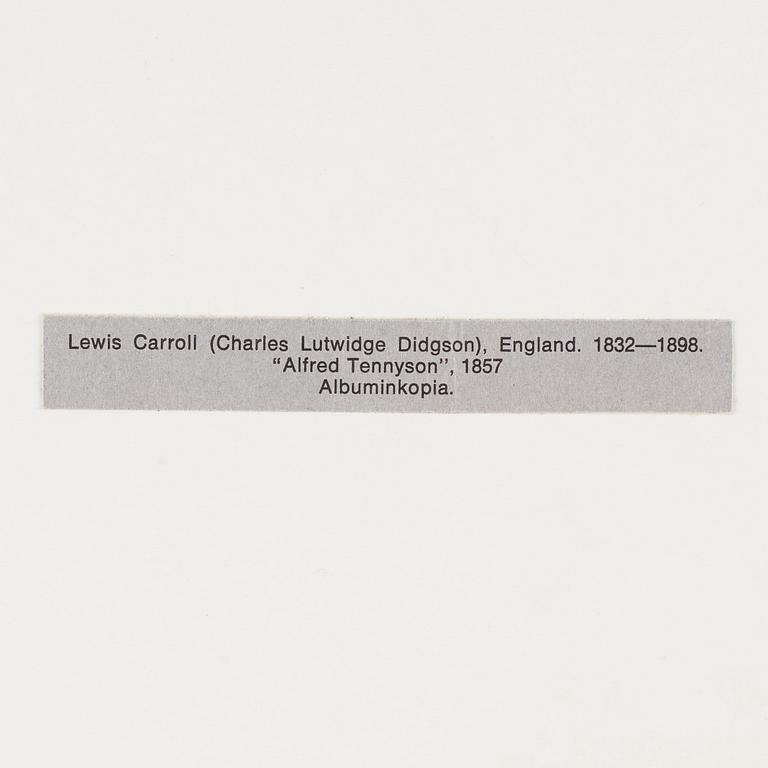 Lewis Carroll (Charles Lutwidge Didgson), England. 1832—1898.
“Alfred Tennyson”, 1857
Albuminkopia.